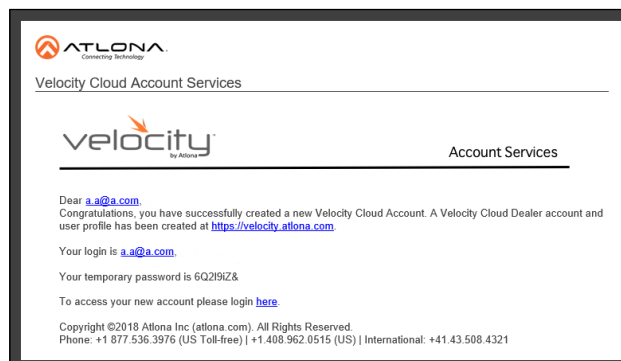 ATLONA.
Connecting Technology
Velocity Cloud Account Services
velocity™
by Atlona
Account Services
Dear a.a@a.com,
Congratulations, you have successfully created a new Velocity Cloud Account. A Velocity Cloud Dealer account and
user profile has been created at https://velocity.atlona.com.
Your login is a.a@a.com,
Your temporary password is 6Q2I9iZ&
To access your new account please login here.
Copyright ©2018 Atlona Inc (atlona.com). All Rights Reserved.
Phone: +1 877.536.3976 (US Toll-free) | +1.408.962.0515 (US) | International: +41.43.508.4321